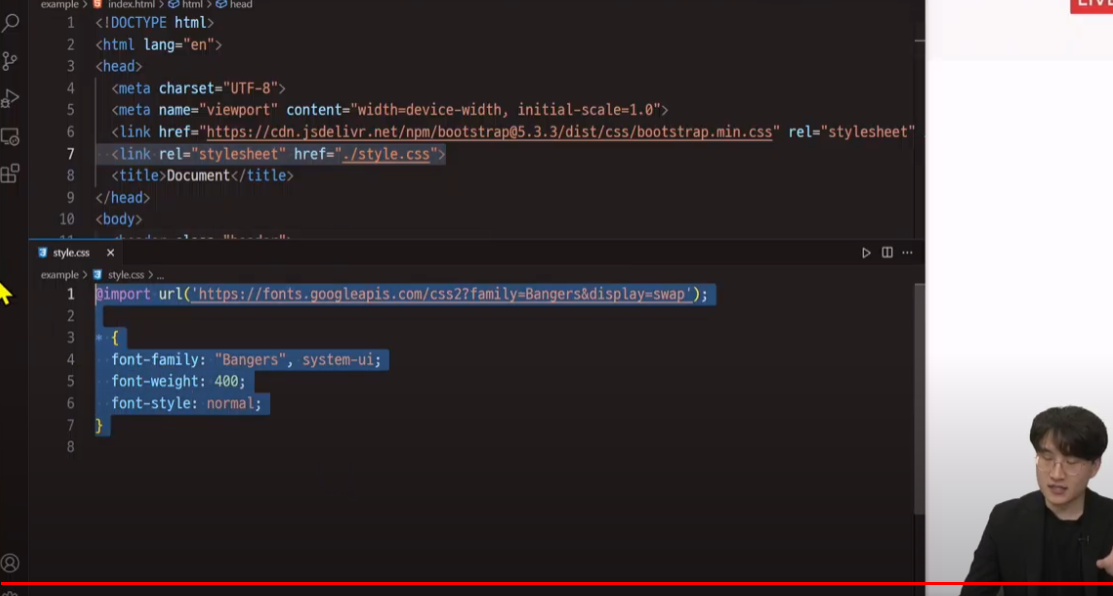 example > index.html > html > head
LIVE
1 <!DOCTYPE html>
2 <html lang="en">
3 <head>
4 <meta charset="UTF-8">
5 <meta name="viewport" content="width=device-width, initial-scale=1.0">
6 <link href="https://cdn.jsdelivr.net/npm/bootstrap@5.3.3/dist/css/bootstrap.min.css" rel="stylesheet"
7 <link rel="stylesheet" href="./style.css">
8 <title>Document</title>
9 </head>
10 <body>
11 <header class="header">
style.css
example > style.css > ...
1 @import url('https://fonts.googleapis.com/css2?family=Bangers&display=swap');
2
3 * {
4 font-family: "Bangers", system-ui;
5 font-weight: 400;
6 font-style: normal;
7 }
8